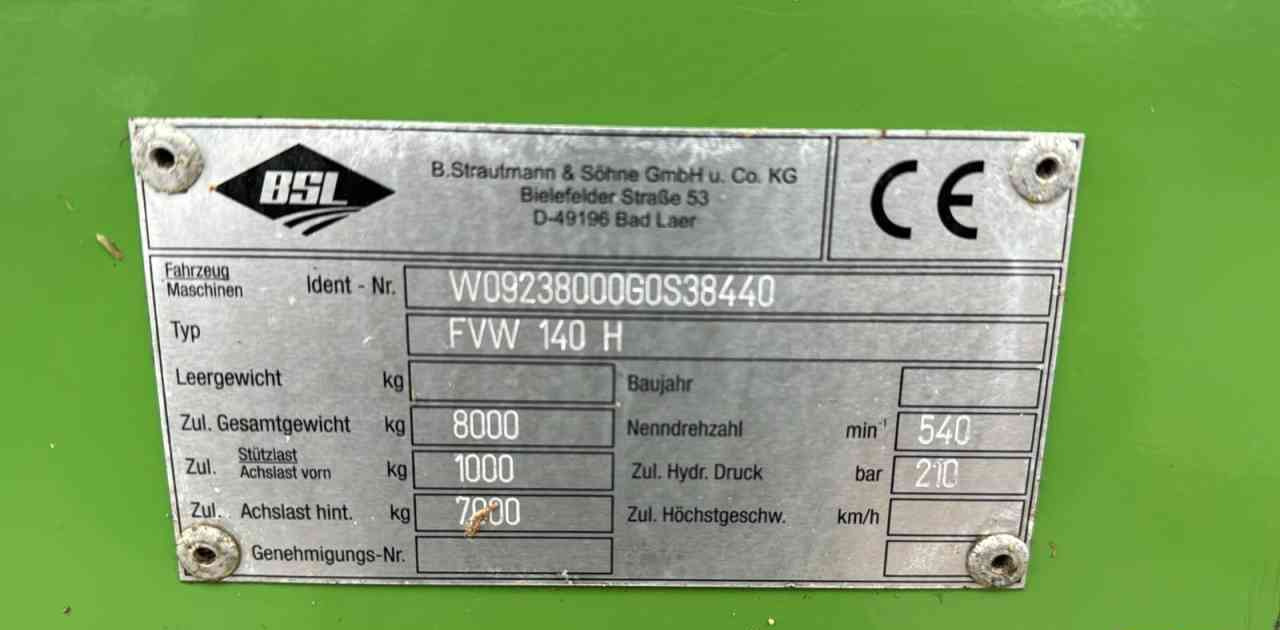 BSL
B.Strautmann & Söhne GmbH u. Co. KG
Bielefelder Straße 53
D-49196 Bad Laer
CE
Fahrzeug
Maschinen Ident - Nr. W09238000G0S38440
Typ FVW 140 H
Leergewicht kg Baujahr
Zul. Gesamtgewicht kg 8000 Nenndrehzahl min⁻¹ 540
Zul. Stützlast
Achslast vorn kg 1000 Zul. Hydr. Druck bar 210
Zul. Achslast hint. kg 7000 Zul. Höchstgeschw. km/h
Genehmigungs-Nr.